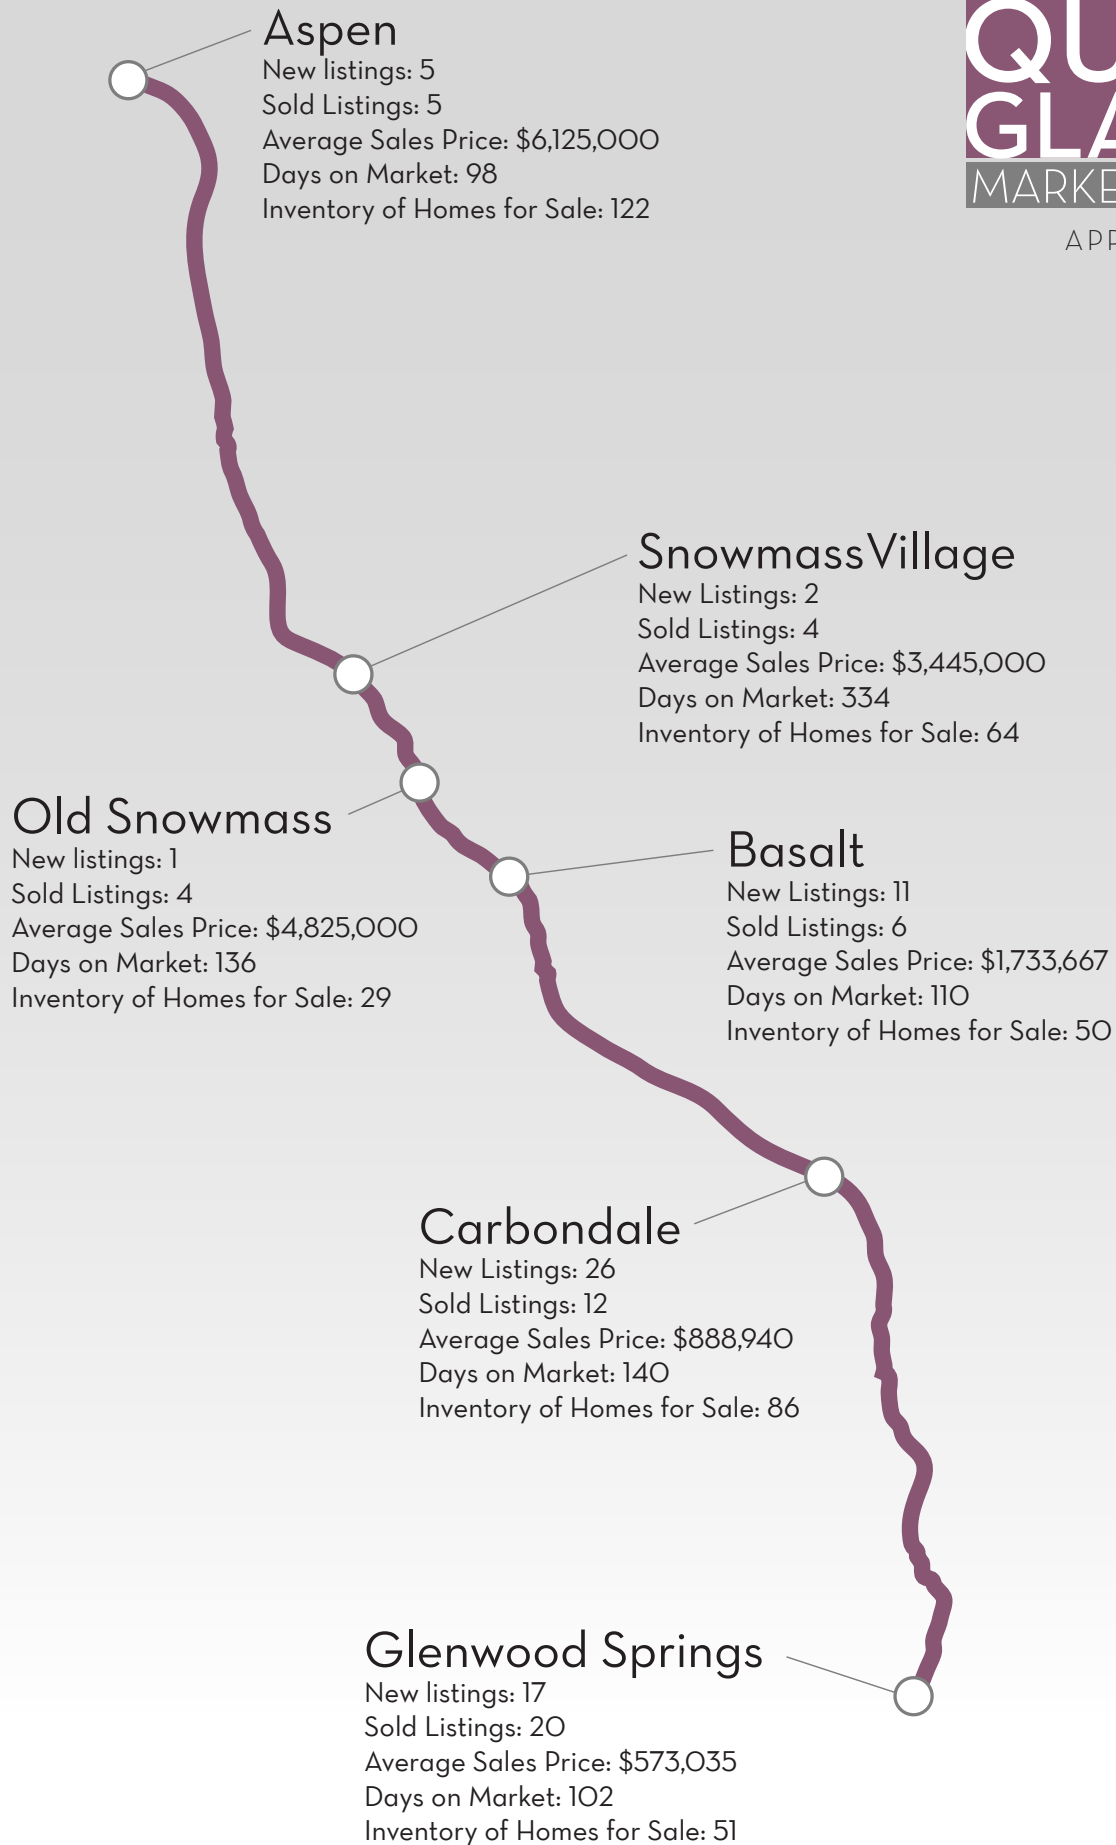 Aspen
New listings: 5
Sold Listings: 5
Average Sales Price: $6,125,000
Days on Market: 98
Inventory of Homes for Sale: 122
Snowmass Village
New Listings: 2
Sold Listings: 4
Average Sales Price: $3,445,000
Days on Market: 334
Inventory of Homes for Sale: 64
Old Snowmass
New listings: 1
Sold Listings: 4
Average Sales Price: $4,825,000
Days on Market: 136
Inventory of Homes for Sale: 29
Basalt
New Listings: 11
Sold Listings: 6
Average Sales Price: $1,733,667
Days on Market: 110
Inventory of Homes for Sale: 50
Carbondale
New Listings: 26
Sold Listings: 12
Average Sales Price: $888,940
Days on Market: 140
Inventory of Homes for Sale: 86
Glenwood Springs
New listings: 17
Sold Listings: 20
Average Sales Price: $573,035
Days on Market: 102
Inventory of Homes for Sale: 51